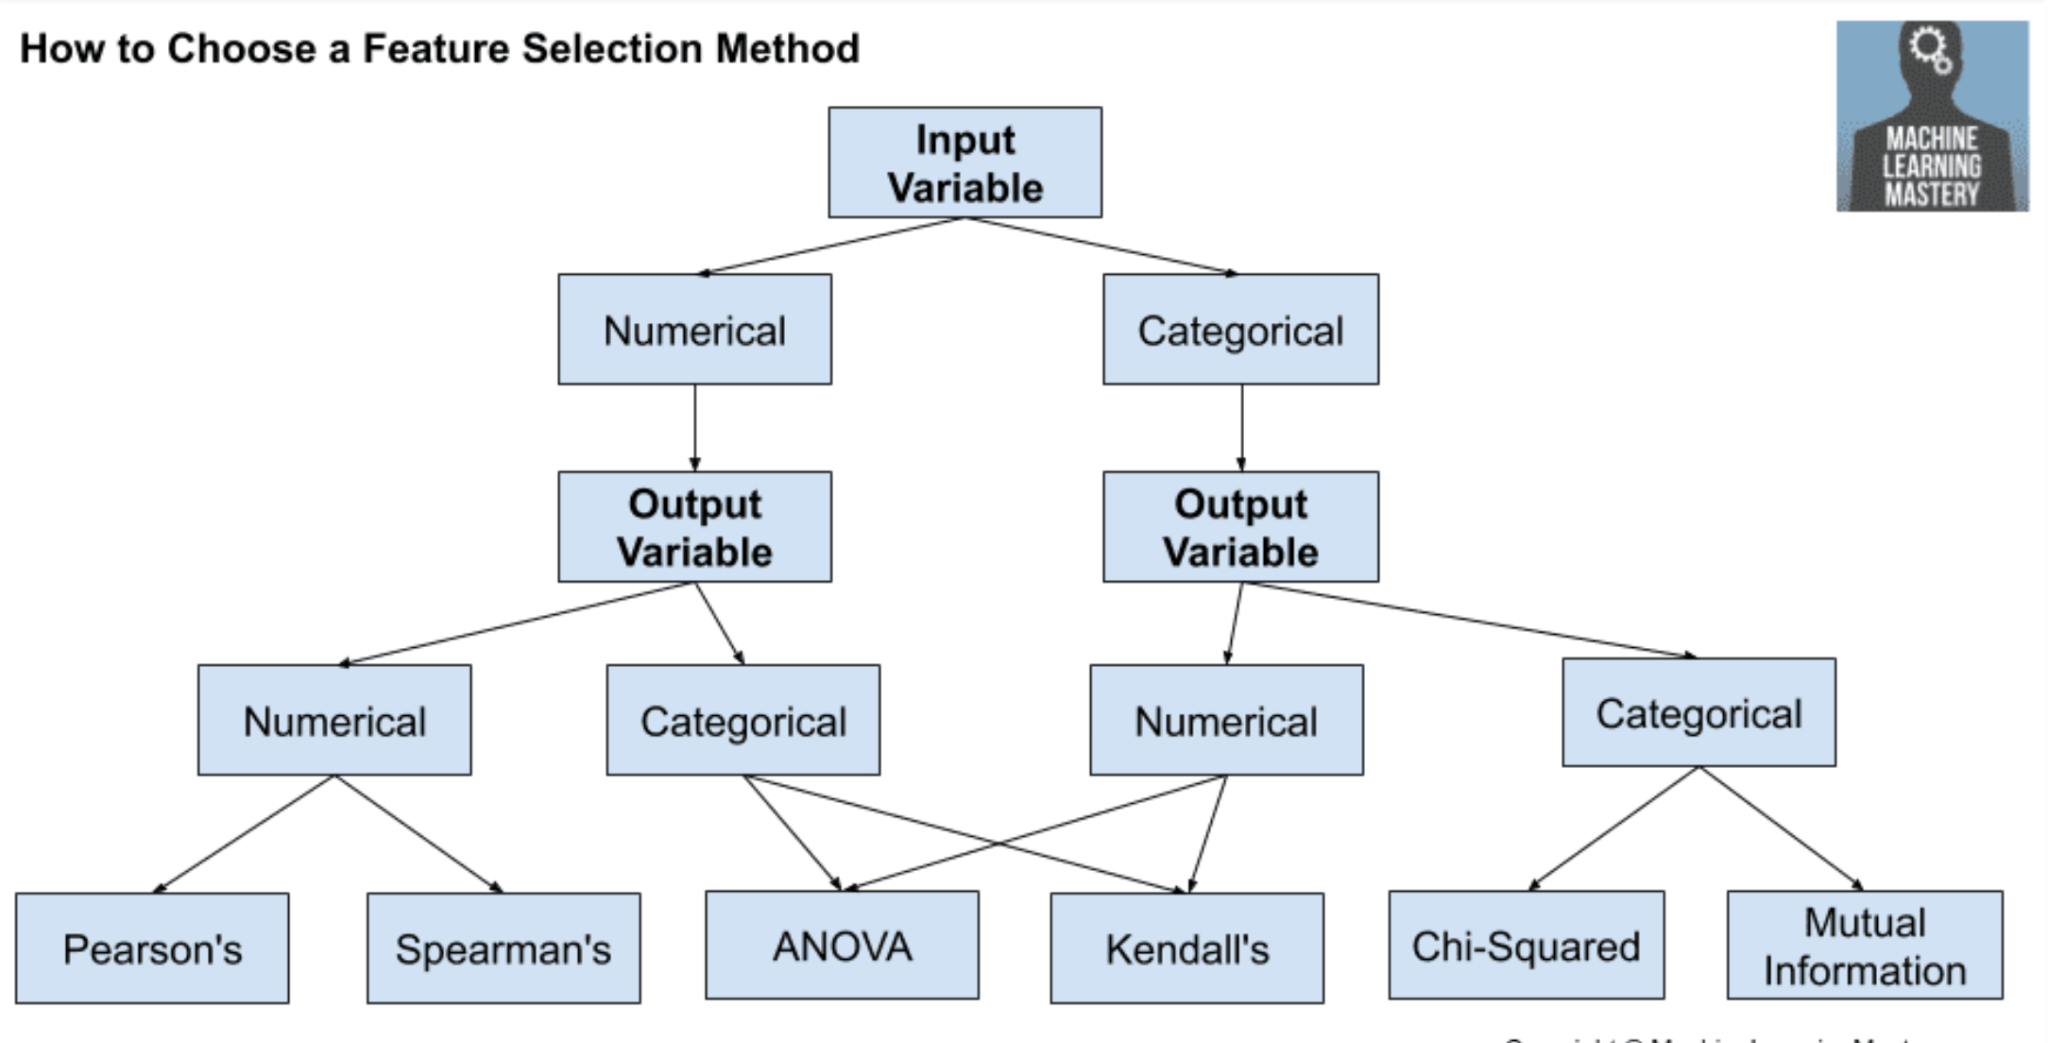 How to Choose a Feature Selection Method
MACHINE
LEARNING
MASTERY
Input
Variable
Numerical
Categorical
Output
Variable
Output
Variable
Numerical
Categorical
Numerical
Categorical
Pearson's
Spearman's
ANOVA
Kendall's
Chi-Squared
Mutual
Information